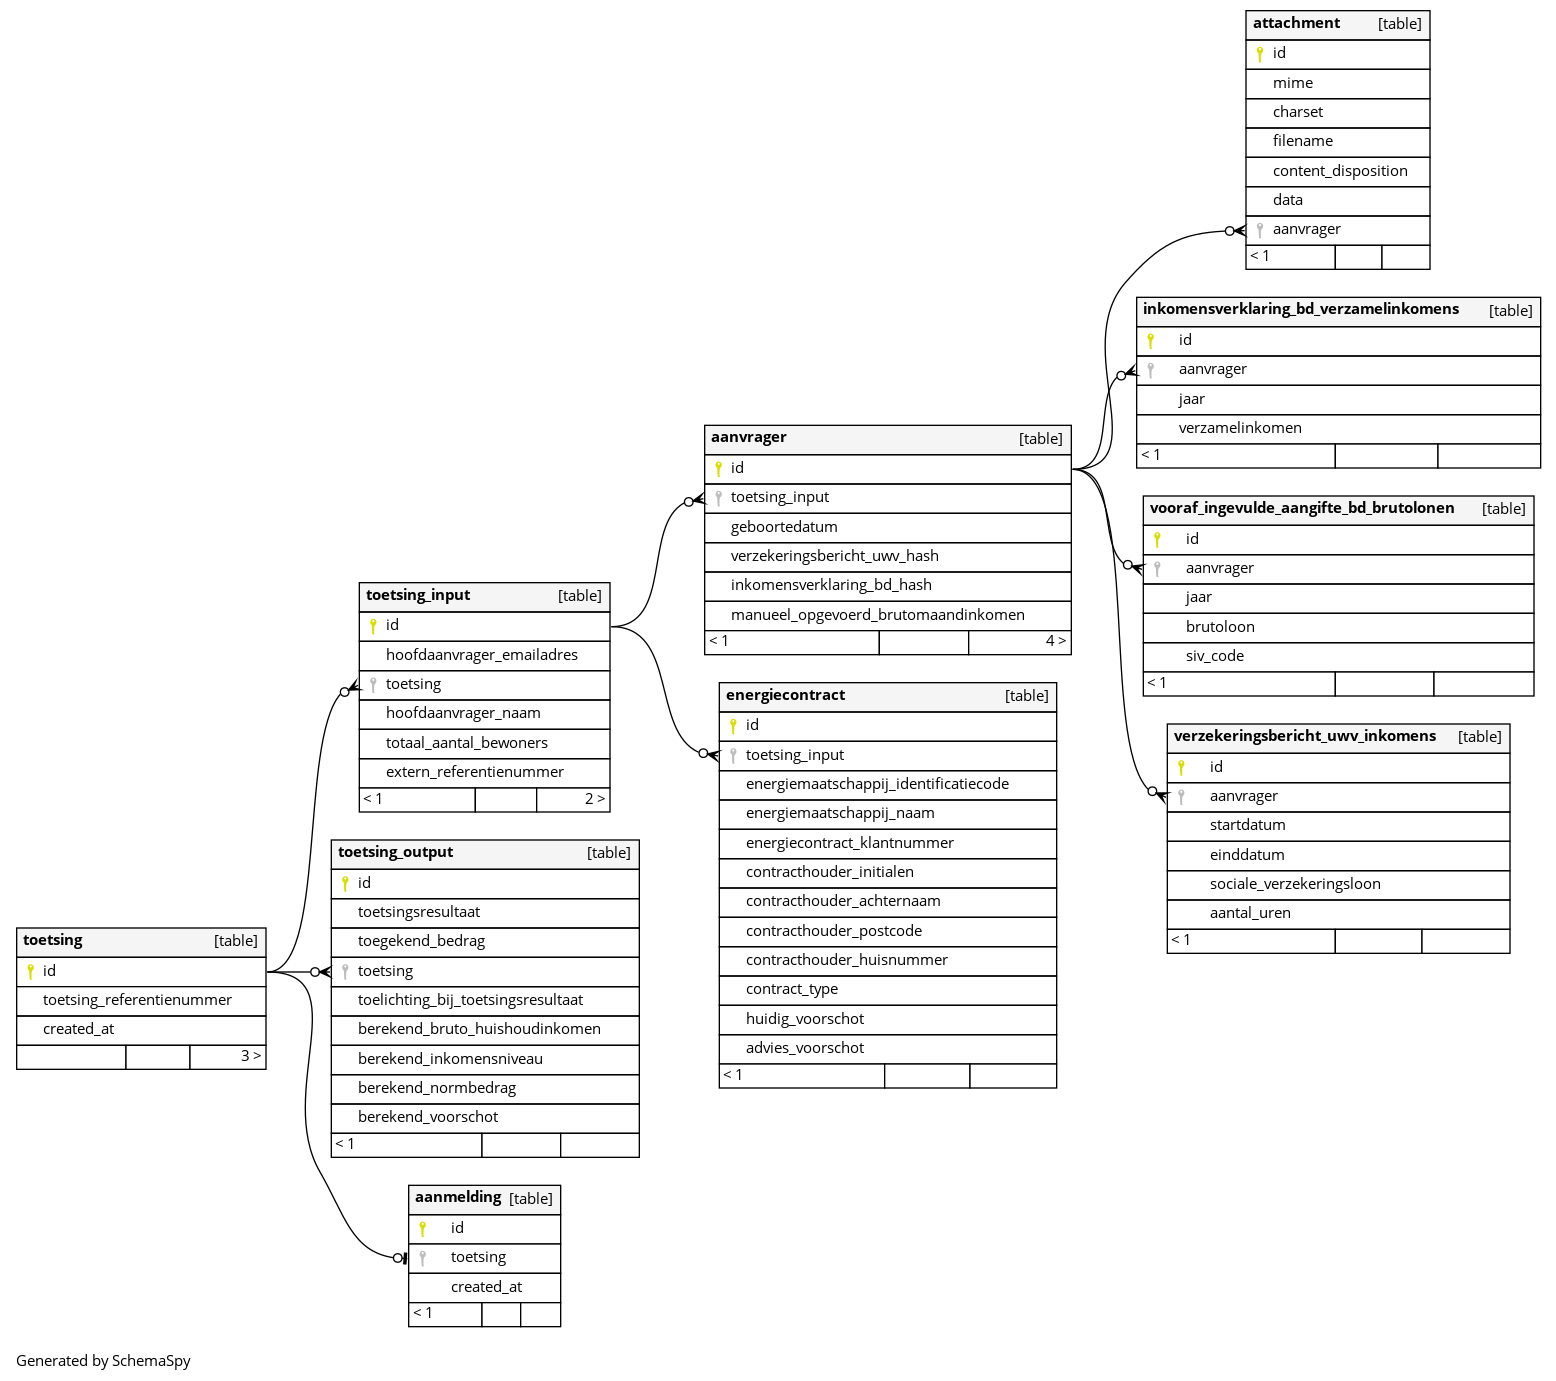 attachment [table]
id
mime
charset
filename
content_disposition
data
aanvrager
< 1
inkomensverklaring_bd_verzamelinkomens [table]
id
aanvrager
jaar
verzamelinkomen
< 1
aanvrager [table]
id
toetsing_input
geboortedatum
verzekeringsbericht_uwv_hash
inkomensverklaring_bd_hash
manueel_opgevoerd_brutomaandinkomen
< 1 4 >
vooraf_ingevulde_aangifte_bd_brutolonen [table]
id
aanvrager
jaar
brutoloon
siv_code
< 1
toetsing_input [table]
id
hoofdaanvrager_emailadres
toetsing
hoofdaanvrager_naam
totaal_aantal_bewoners
extern_referentienummer
< 1 2 >
energiecontract [table]
id
toetsing_input
energiemaatschappij_identificatiecode
energiemaatschappij_naam
energiecontract_klantnummer
contracthouder_initialen
contracthouder_achternaam
contracthouder_postcode
contracthouder_huisnummer
contract_type
huidig_voorschot
advies_voorschot
< 1
verzekeringsbericht_uwv_inkomens [table]
id
aanvrager
startdatum
einddatum
sociale_verzekeringsloon
aantal_uren
< 1
toetsing_output [table]
id
toetsingsresultaat
toegekend_bedrag
toetsing
toelichting_bij_toetsingsresultaat
berekend_bruto_huishoudinkomen
berekend_inkomensniveau
berekend_normbedrag
berekend_voorschot
< 1
toetsing [table]
id
toetsing_referentienummer
created_at
3 >
aanmelding [table]
id
toetsing
created_at
< 1
Generated by SchemaSpy